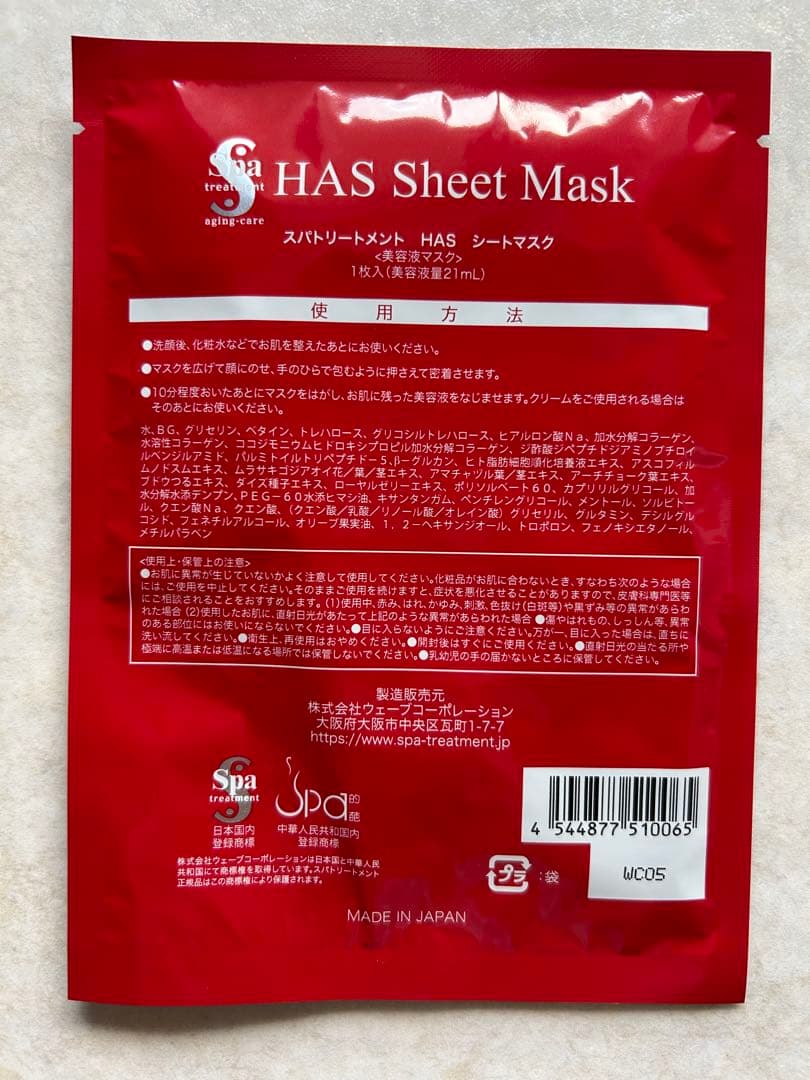 Spa
treatment
aging-care
HAS Sheet Mask
スパトリートメント　HAS　シートマスク
<美容液マスク>
1枚入(美容液量21mL)
使用方法
●洗顔後、化粧水などでお肌を整えたあとにお使いください。
●マスクを広げて顔にのせ、手のひらで包むように押さえて密着させます。
●10分程度おいたあとにマスクをはがし、お肌に残った美容液をなじませます。クリームをご使用される場合は
そのあとにお使いください。
水、BG、グリセリン、ベタイン、トレハロース、グリコシルトレハロース、ヒアルロン酸Ｎａ、加水分解コラーゲン、
水溶性コラーゲン、ココジモニウムヒドロキシプロピル加水分解コラーゲン、ジ酢酸ジペプチドジアミノブチロイ
ルベンジルアミド、パルミトイルトリペプチド－５、β－グルカン、ヒト脂肪細胞順化培養液エキス、アスコフィル
ムノドスムエキス、ムラサキゴジアオイ花／葉／茎エキス、アマチャヅル葉／茎エキス、アーチチョーク葉エキス、
ブドウつるエキス、ダイズ種子エキス、ローヤルゼリーエキス、ポリソルベート６０、カプリリルグリコール、加
水分解水添デンプン、ＰＥＧ－６０水添ヒマシ油、キサンタンガム、ペンチレングリコール、メントール、ソルビトー
ル、クエン酸Ｎａ、クエン酸、（クエン酸／乳酸／リノール酸／オレイン酸）グリセリル、グルタミン、デシルグル
コシド、フェネチルアルコール、オリーブ果実油、１，２－ヘキサンジオール、トロポロン、フェノキシエタノール、
メチルパラベン
<使用上・保管上の注意>
●お肌に異常が生じていないかよく注意して使用してください。化粧品がお肌に合わないとき、すなわち次のような場合
には、ご使用を中止してください。そのままご使用を続けますと、症状を悪化させることがありますので、皮膚科専門医等
にご相談されることをおすすめします。(1)使用中、赤み、はれ、かゆみ、刺激、色抜け(白斑等)や黒ずみ等の異常があらわ
れた場合 (2)使用したお肌に、直射日光があたって上記のような異常があらわれた場合 ●傷やはれもの、しっしん等、異常
のある部位にはお使いにならないでください。●目に入らないようにご注意ください。万が一、目に入った場合は、直ちに
洗い流してください。●衛生上、再使用はおやめください。●開封後はすぐにご使用ください。●直射日光の当たる所や
極端に高温または低温になる場所では保管しないでください。●乳幼児の手の届かないところに保管してください。
製造販売元
株式会社ウェーブコーポレーション
大阪府大阪市中央区瓦町1-7-7
https://www.spa-treatment.jp
Spa
treatment
日本国内
登録商標
Spa的葩
中華人民共和国内
登録商標
株式会社ウェーブコーポレーションは日本国と中華人民
共和国にて商標権を取得しています。スパトリートメント
正規品はこの商標権により保護されます。
4 544877 510065
WC05
プラ
:袋
MADE IN JAPAN